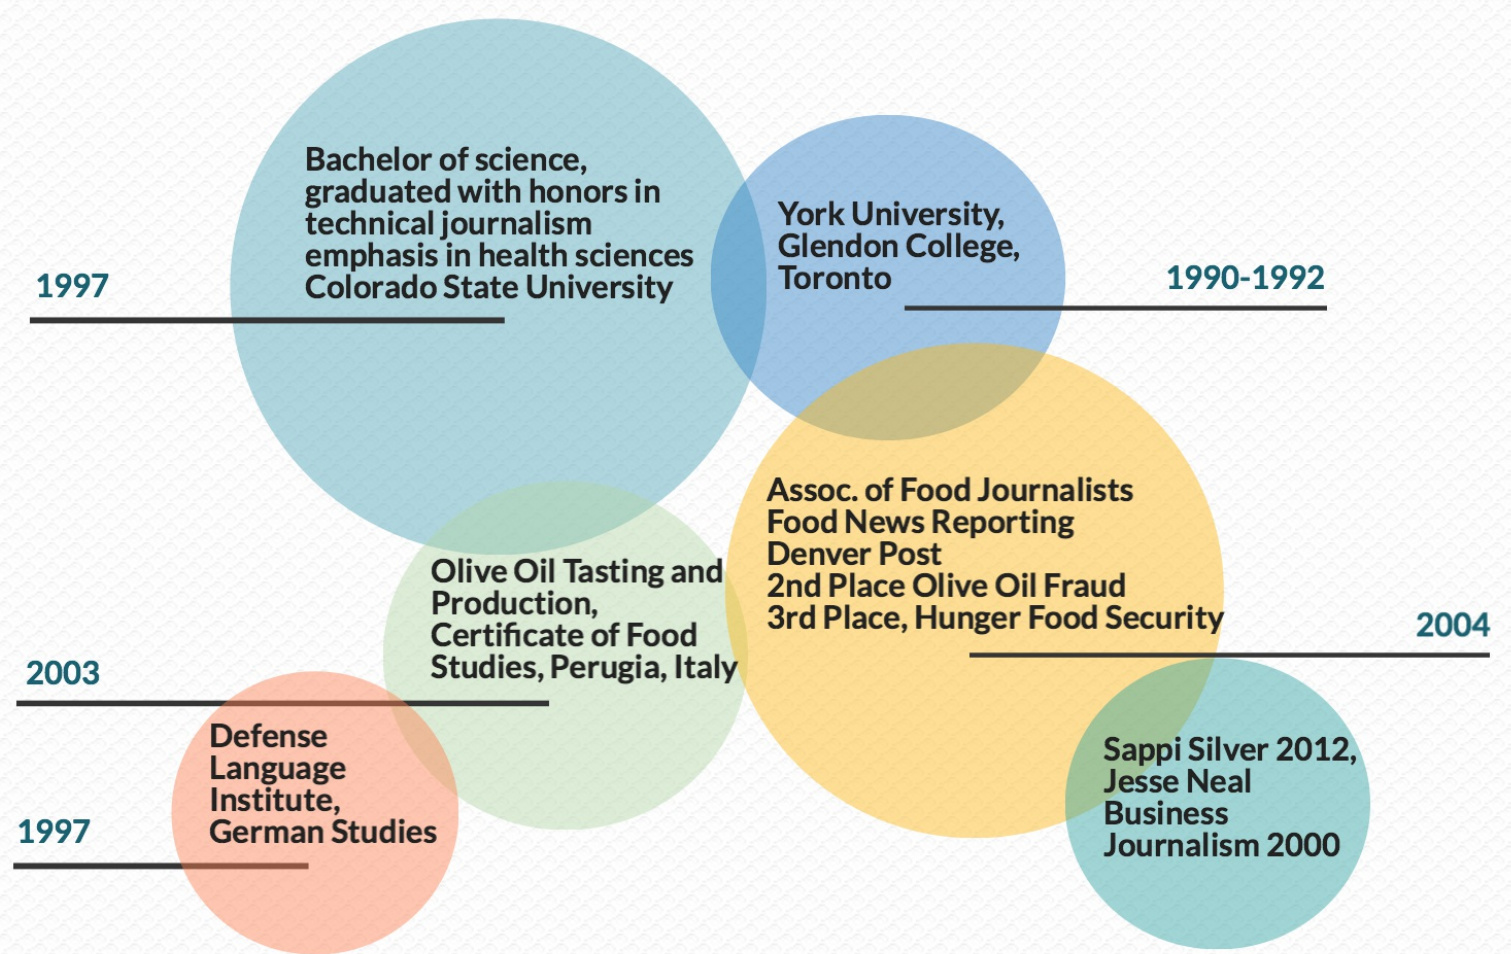 Bachelor of science,
graduated with honors in
technical journalism
emphasis in health sciences
Colorado State University
1997
York University,
Glendon College,
Toronto
1990-1992
Assoc. of Food Journalists
Food News Reporting
Denver Post
2nd Place Olive Oil Fraud
3rd Place, Hunger Food Security
2004
Olive Oil Tasting and
Production,
Certificate of Food
Studies, Perugia, Italy
2003
Defense
Language
Institute,
German Studies
1997
Sappi Silver 2012,
Jesse Neal
Business
Journalism 2000